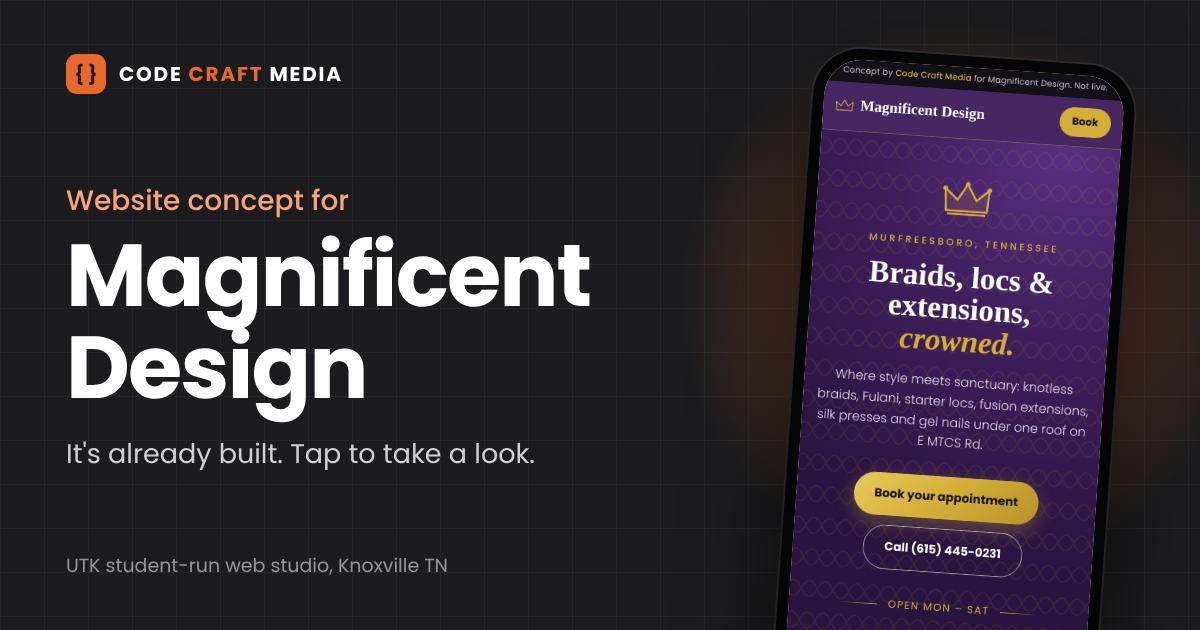 { } CODE CRAFT MEDIA
Website concept for
Magnificent
Design
It's already built. Tap to take a look.
UTK student-run web studio, Knoxville TN
Concept by Code Craft Media for Magnificent Design. Not live.
Magnificent Design
Book
MURFREESBORO, TENNESSEE
Braids, locs &
extensions,
crowned.
Where style meets sanctuary: knotless
braids, Fulani, starter locs, fusion extensions,
silk presses and gel nails under one roof on
E MTCS Rd.
Book your appointment
Call (615) 445-0231
OPEN MON – SAT